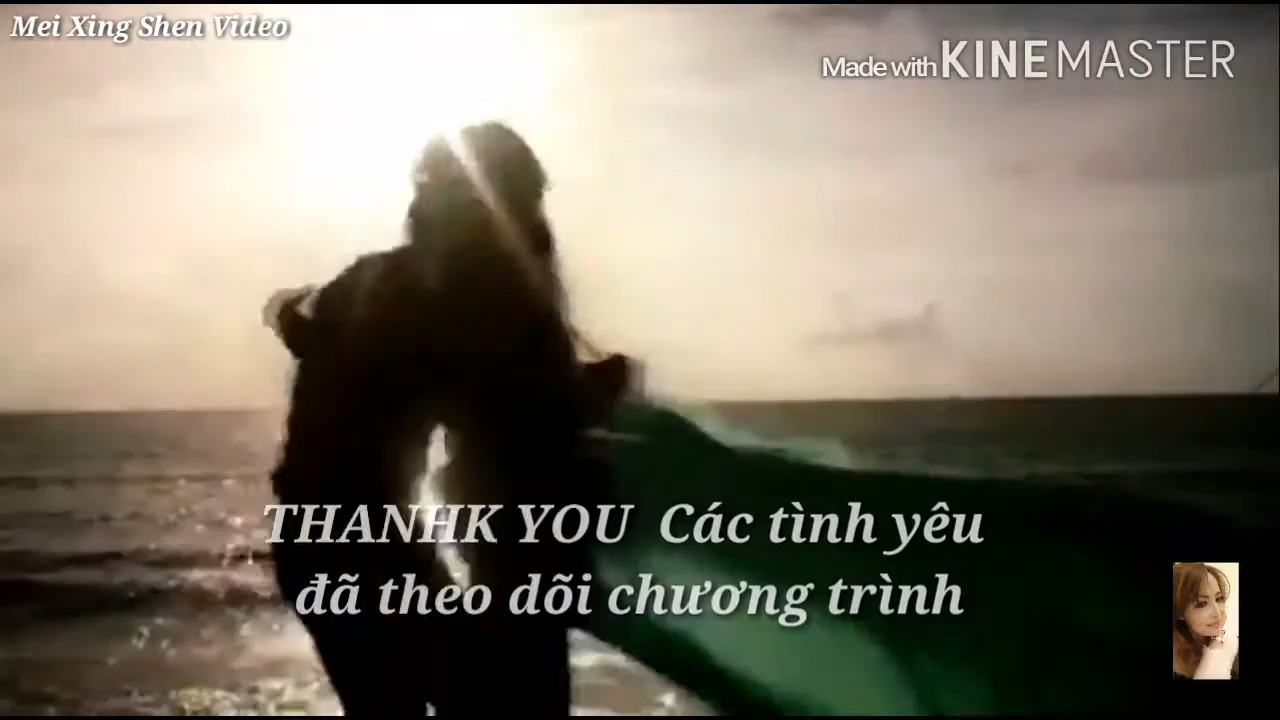 Mei Xing Shen Video
Made with KINEMASTER
THANHK YOU Các tình yêu
đã theo dõi chương trình